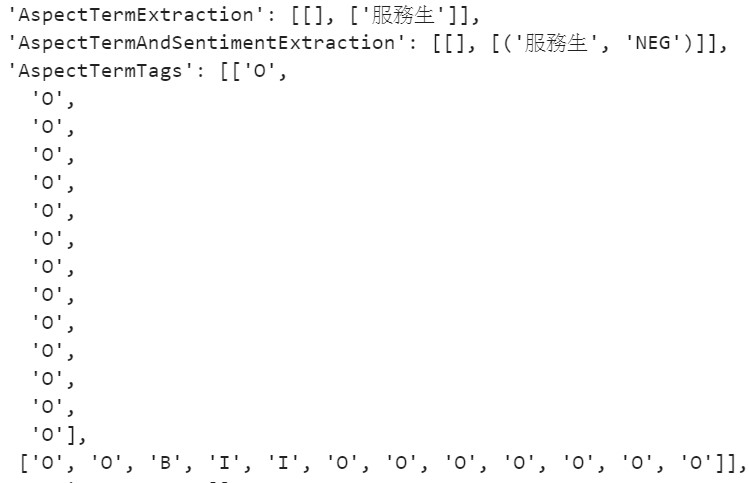 'AspectTermExtraction': [[], ['服務生']],
'AspectTermAndSentimentExtraction': [[], [('服務生', 'NEG')]],
'AspectTermTags': [['O',
'O',
'O',
'O',
'O',
'O',
'O',
'O',
'O',
'O',
'O',
'O',
'O',
'O'],
['O', 'O', 'B', 'I', 'I', 'O', 'O', 'O', 'O', 'O', 'O', 'O']],